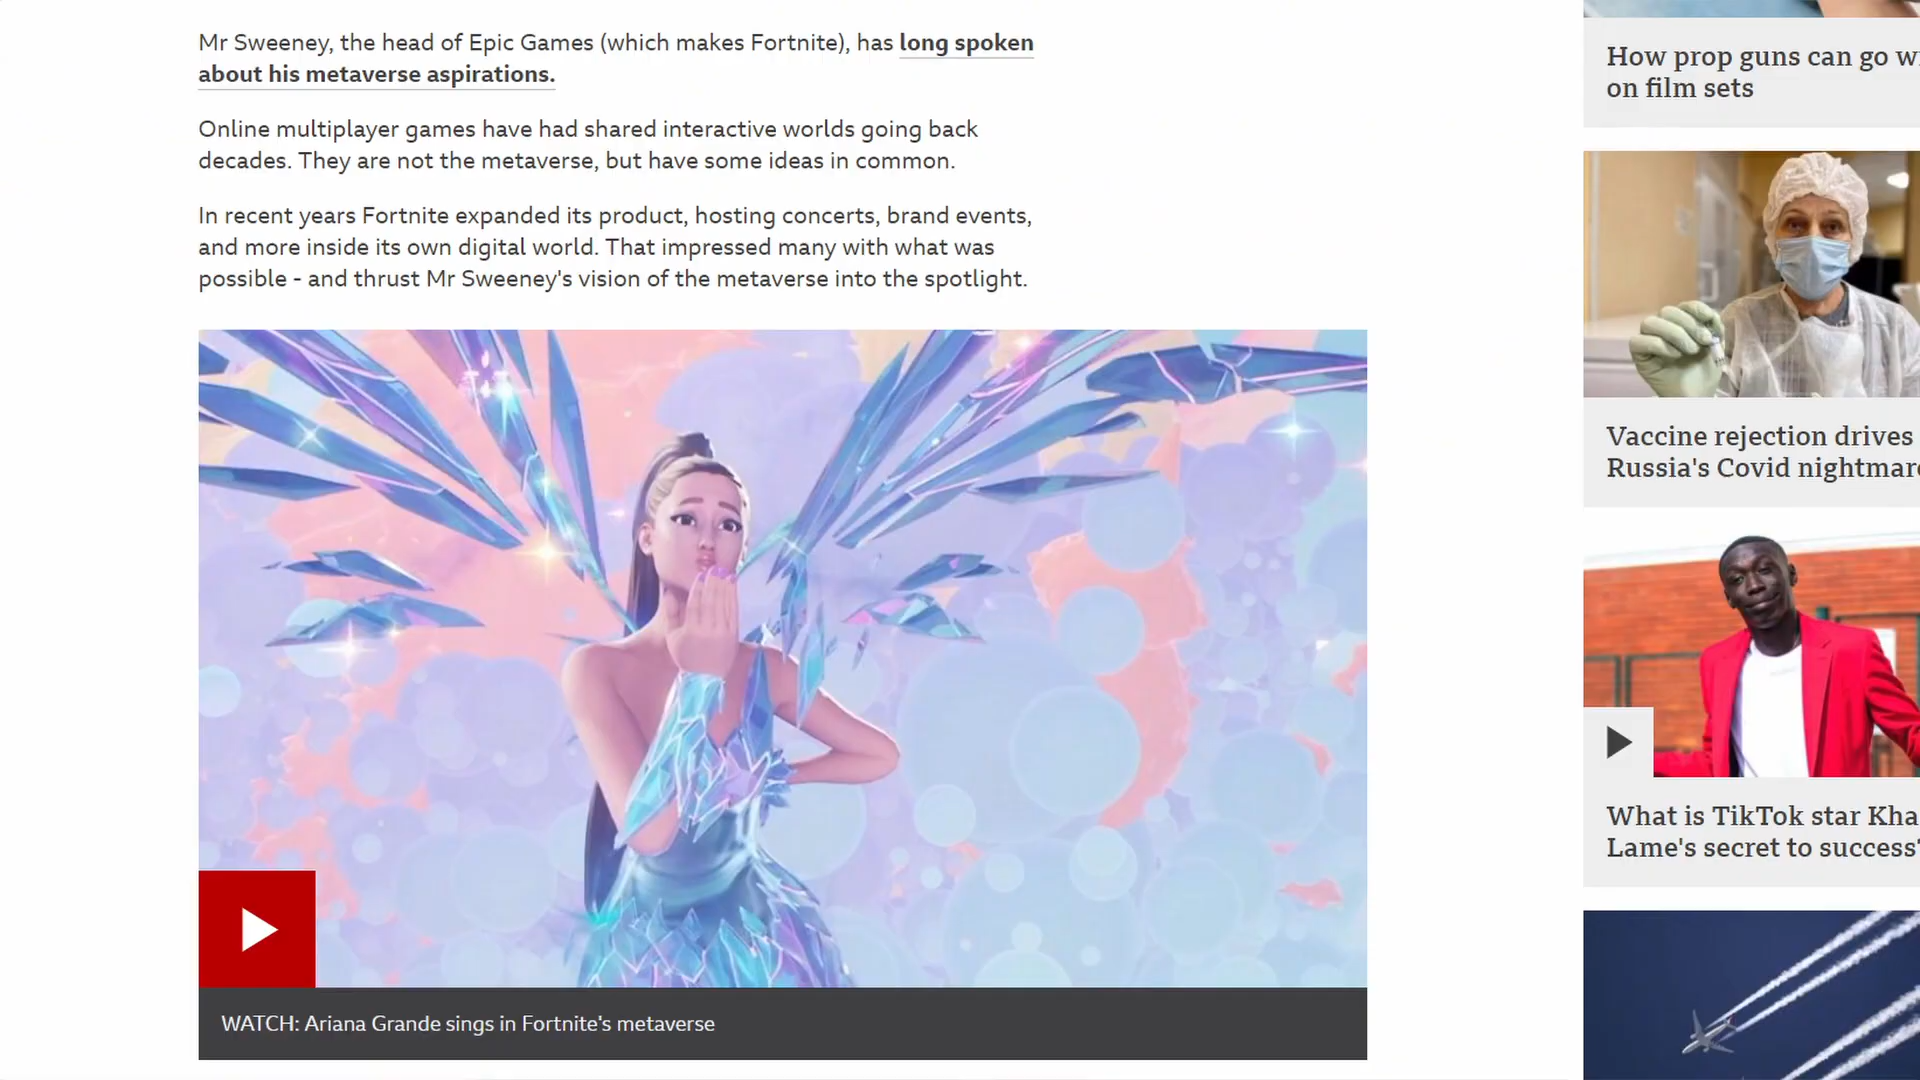 Mr Sweeney, the head of Epic Games (which makes Fortnite), has long spoken
about his metaverse aspirations.
Online multiplayer games have had shared interactive worlds going back
decades. They are not the metaverse, but have some ideas in common.
In recent years Fortnite expanded its product, hosting concerts, brand events,
and more inside its own digital world. That impressed many with what was
possible - and thrust Mr Sweeney's vision of the metaverse into the spotlight.
WATCH: Ariana Grande sings in Fortnite's metaverse
How prop guns can go
on film sets
Vaccine rejection drives
Russia's Covid
What is TikTok star
Lame's secret to success